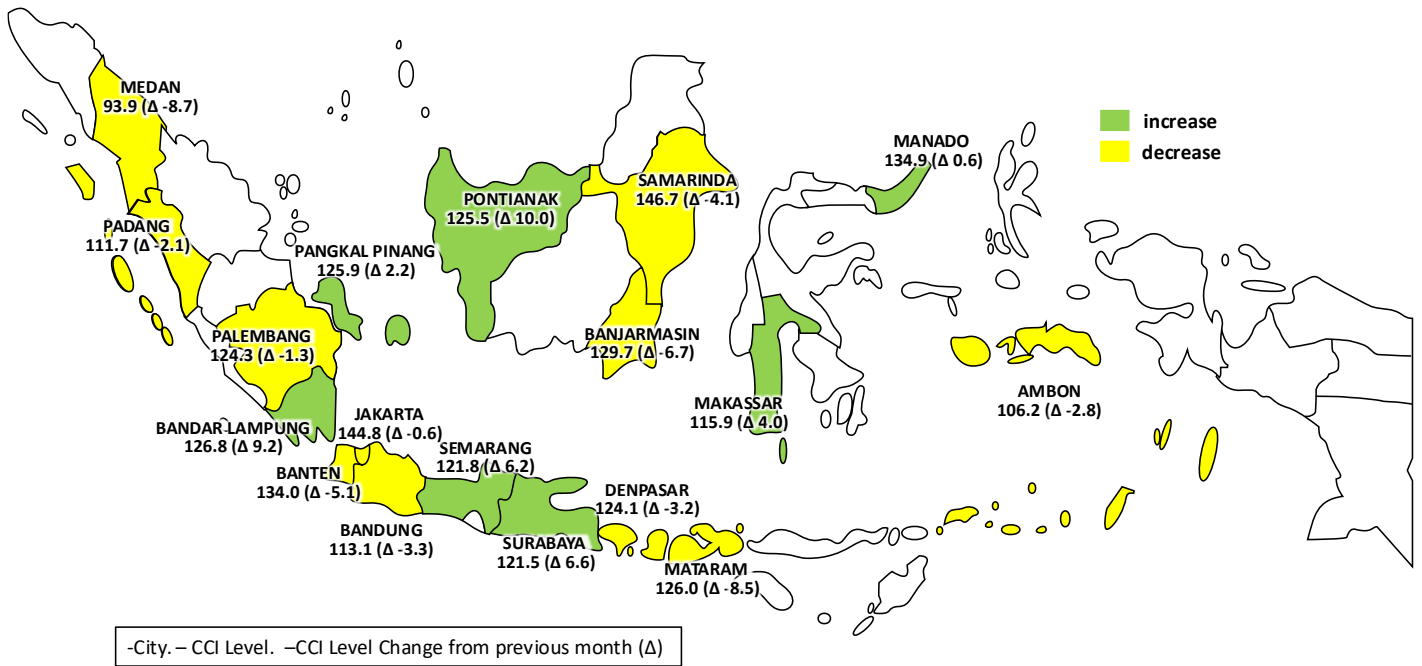 MEDAN
93.9 (Δ -8.7)
PADANG
111.7 (Δ -2.1)
PANGKAL PINANG
125.9 (Δ 2.2)
PALEMBANG
124.3 (Δ -1.3)
BANDAR LAMPUNG
126.8 (Δ 9.2)
JAKARTA
144.8 (Δ -0.6)
BANTEN
134.0 (Δ -5.1)
BANDUNG
113.1 (Δ -3.3)
SEMARANG
121.8 (Δ 6.2)
SURABAYA
121.5 (Δ 6.6)
DENPASAR
124.1 (Δ -3.2)
MATARAM
126.0 (Δ -8.5)
PONTIANAK
125.5 (Δ 10.0)
SAMARINDA
146.7 (Δ -4.1)
BANJARMASIN
129.7 (Δ -6.7)
MANADO
134.9 (Δ 0.6)
MAKASSAR
115.9 (Δ 4.0)
AMBON
106.2 (Δ -2.8)
increase
decrease
-City. – CCI Level. –CCI Level Change from previous month (Δ)